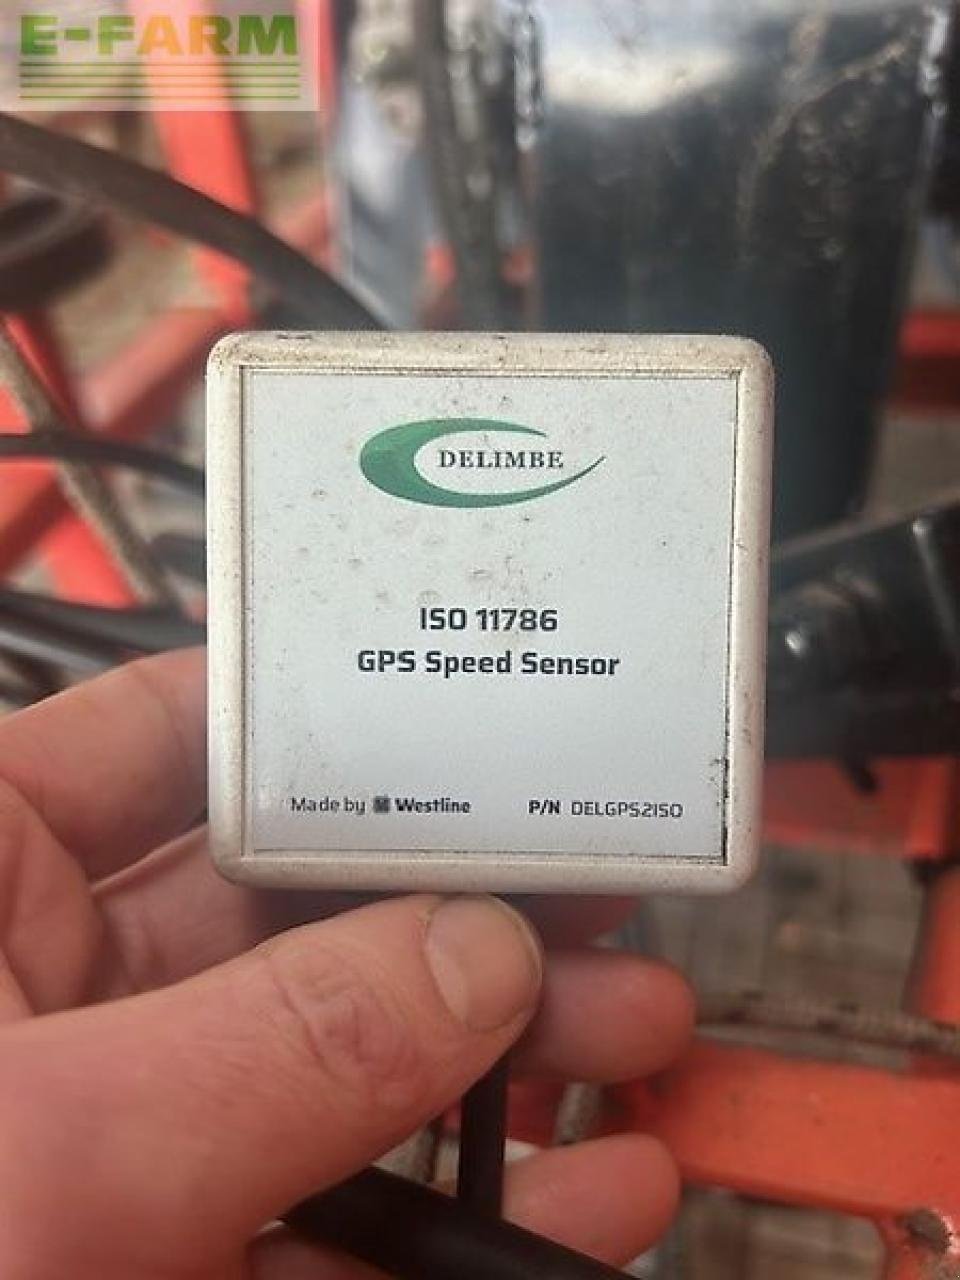 E-FARM
DELIMBE
ISO 11786
GPS Speed Sensor
Made by Westline P/N DELGPS2ISO